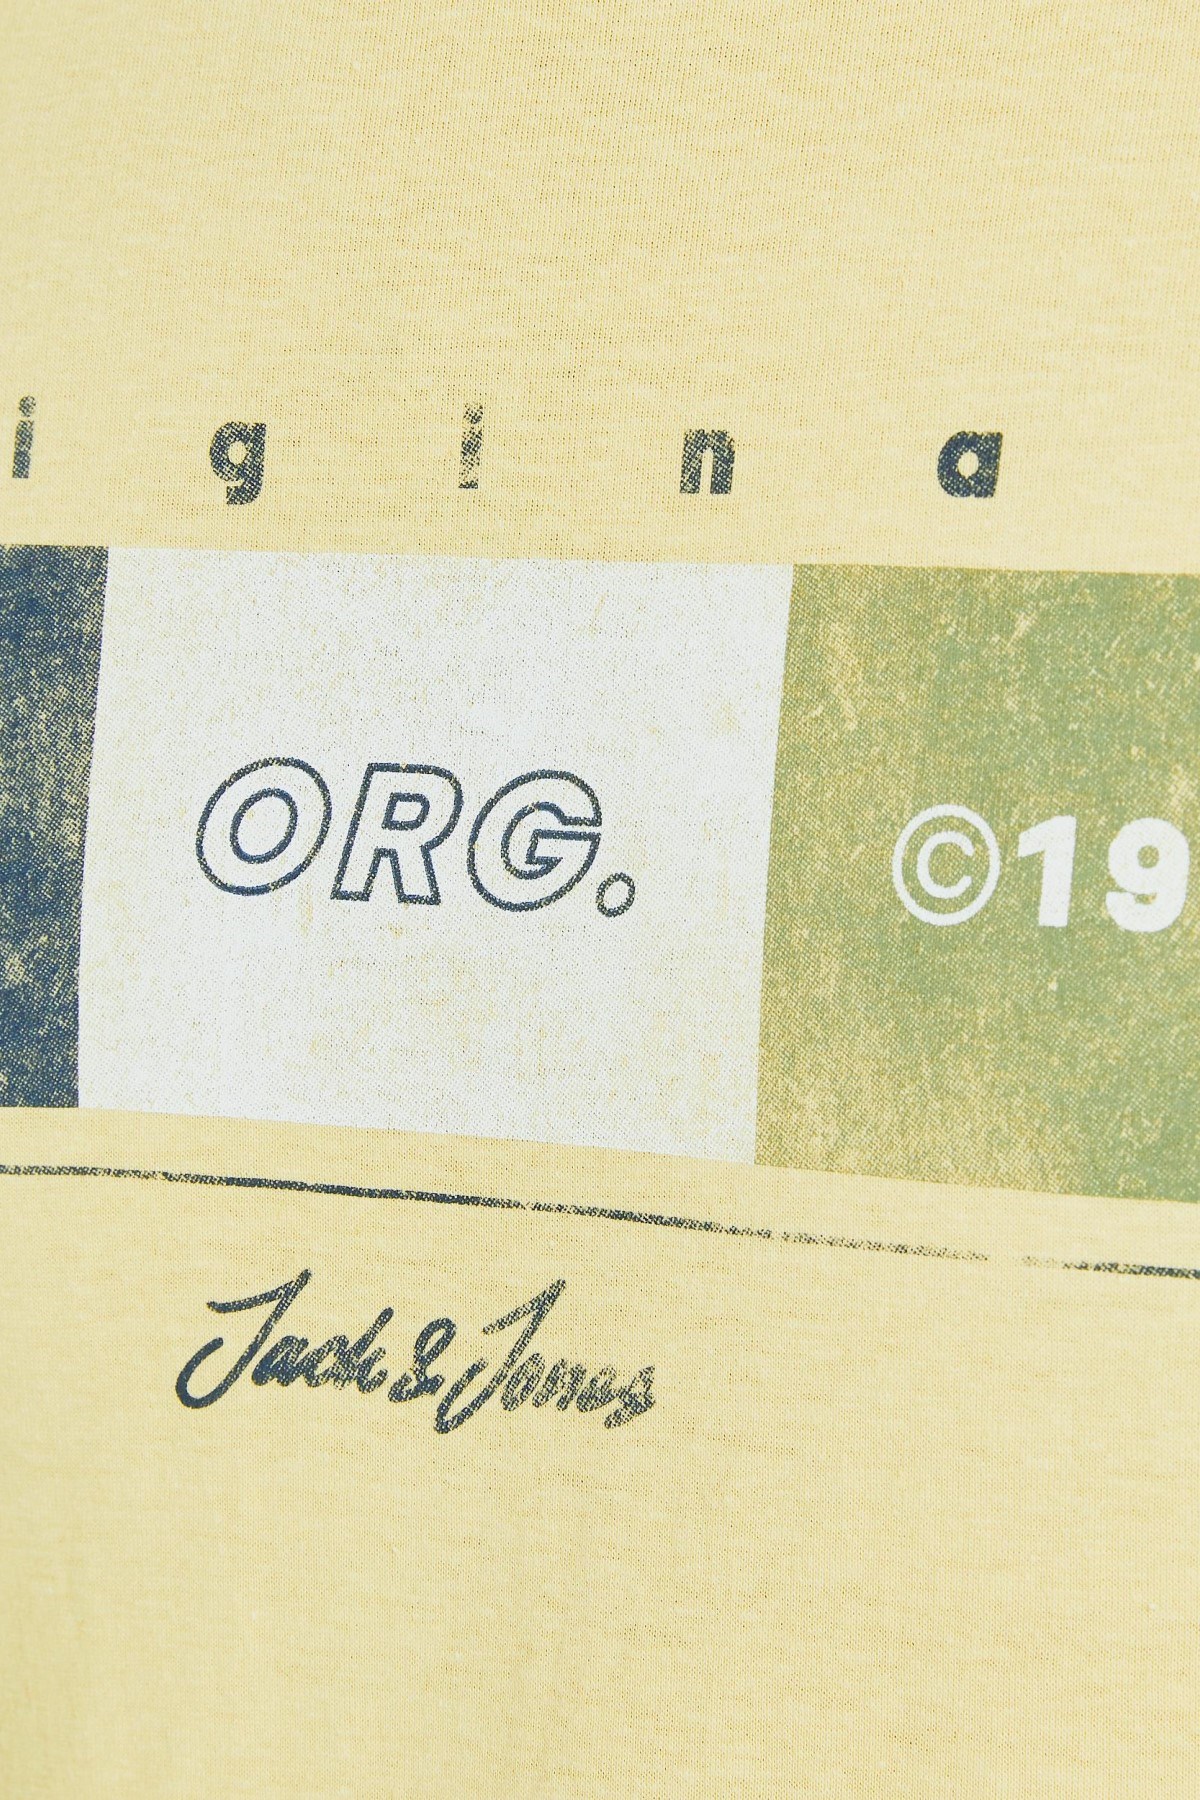 i g i n a
ORG. ©19
Jack & Jones